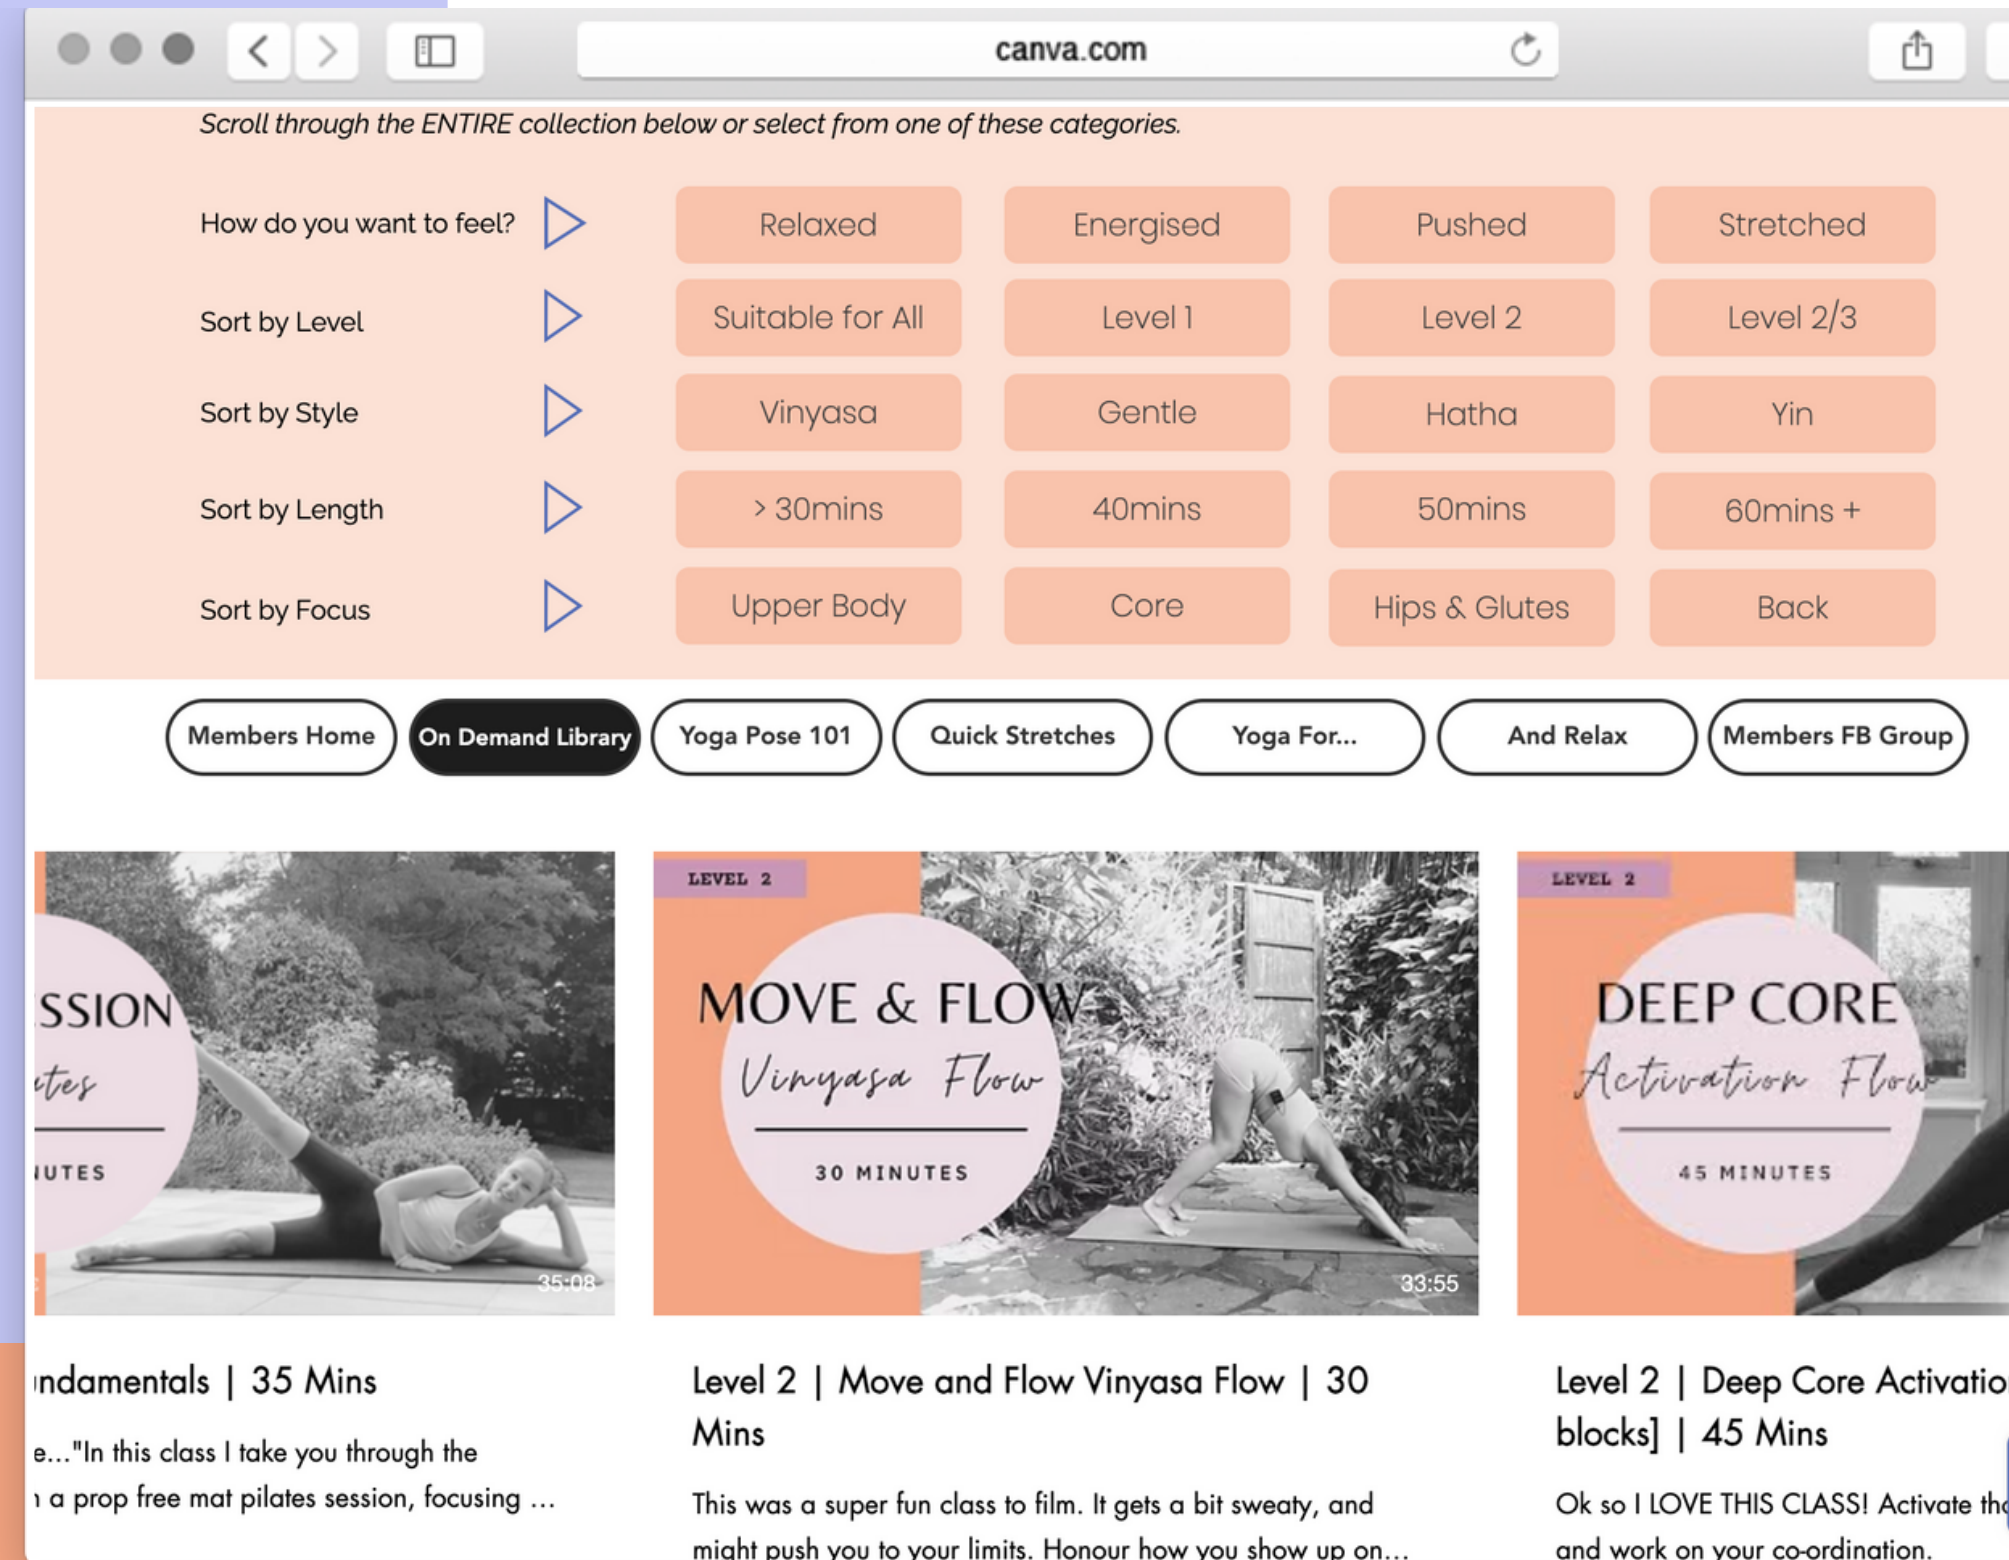 canva.com
Scroll through the ENTIRE collection below or select from one of these categories.
How do you want to feel? Relaxed Energised Pushed Stretched
Sort by Level Suitable for All Level 1 Level 2 Level 2/3
Sort by Style Vinyasa Gentle Hatha Yin
Sort by Length > 30mins 40mins 50mins 60mins +
Sort by Focus Upper Body Core Hips & Glutes Back
Members Home On Demand Library Yoga Pose 101 Quick Stretches Yoga For... And Relax Members FB Group
35:08
| 35 Mins
e..."In this class I take you through the
a prop free mat pilates session, focusing ...
LEVEL 2
MOVE & FLOW
Vinyasa Flow
30 MINUTES
33:55
Level 2 | Move and Flow Vinyasa Flow | 30
Mins
This was a super fun class to film. It gets a bit sweaty, and
might push you to your limits. Honour how you show up on...
LEVEL 2
DEEP CORE
Activation Flow
45 MINUTES
Level 2 | Deep Core
blocks] | 45 Mins
Ok so I LOVE THIS CLASS! Activate
and work on your co-ordination.